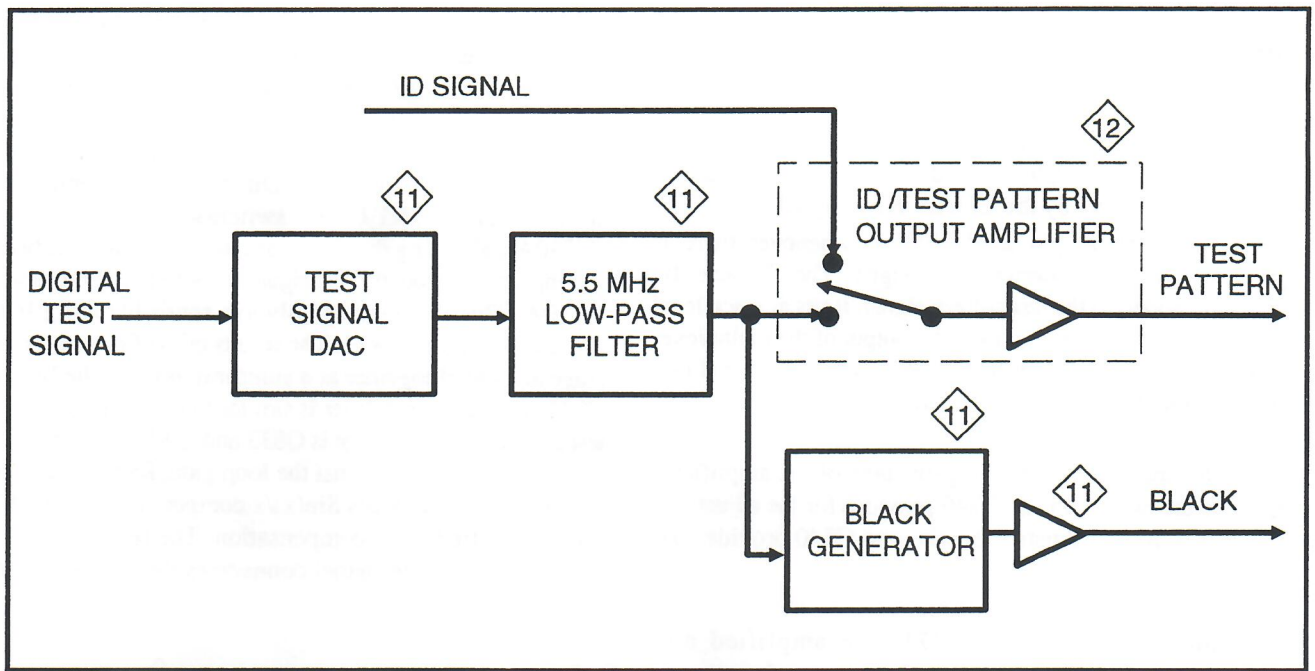 ID SIGNAL
12
11
11
ID /TEST PATTERN
OUTPUT AMPLIFIER
DIGITAL
TEST
SIGNAL
TEST
SIGNAL
DAC
5.5 MHz
LOW-PASS
FILTER
TEST
PATTERN
11
11
BLACK
GENERATOR
BLACK